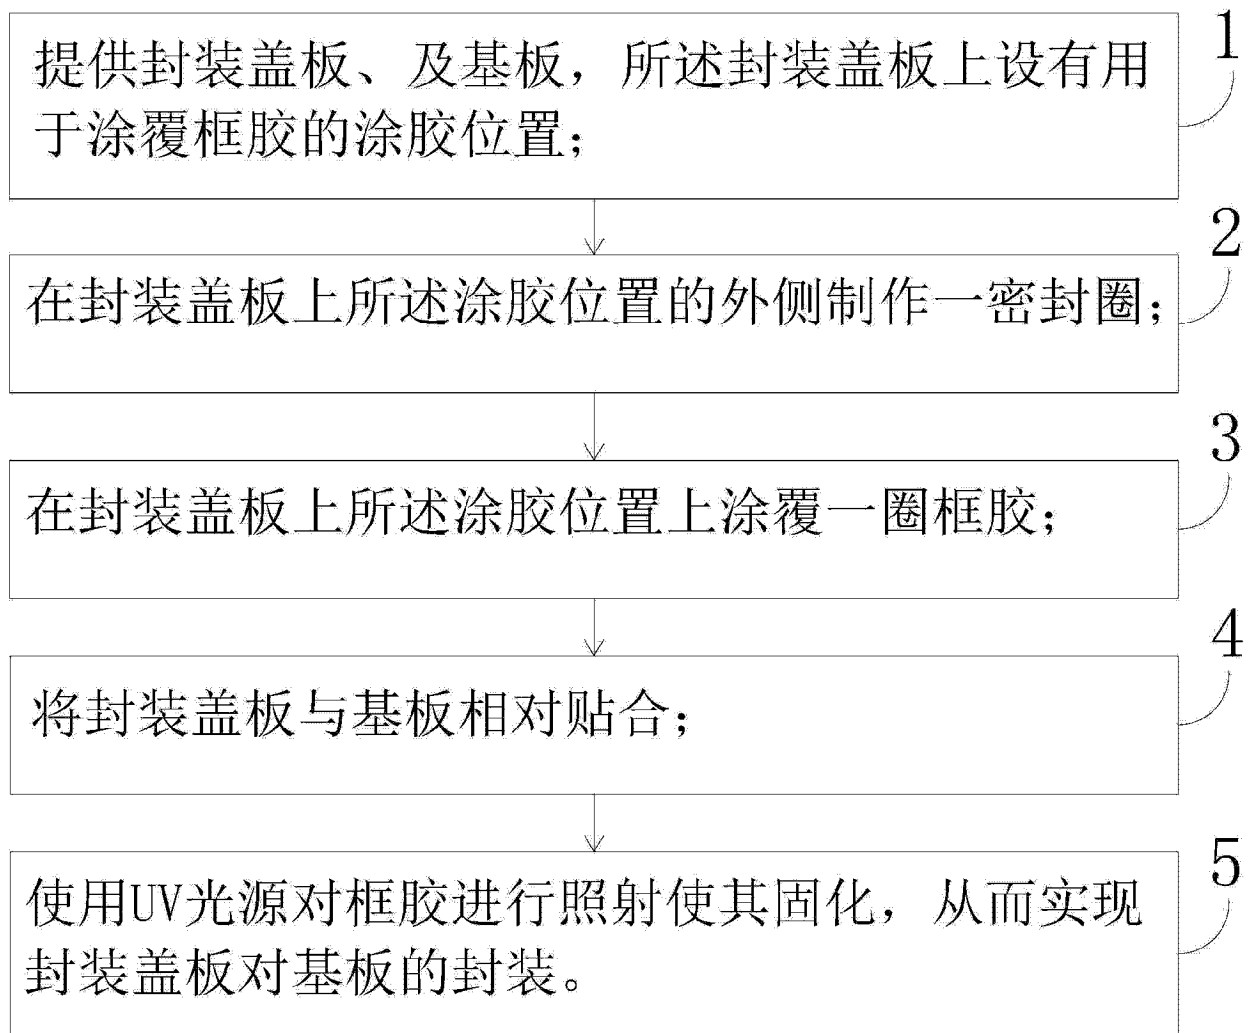 1
提供封装盖板、及基板，所述封装盖板上设有用
于涂覆框胶的涂胶位置；
2
在封装盖板上所述涂胶位置的外侧制作一密封圈；
3
在封装盖板上所述涂胶位置上涂覆一圈框胶；
4
将封装盖板与基板相对贴合；
5
使用UV光源对框胶进行照射使其固化，从而实现
封装盖板对基板的封装。